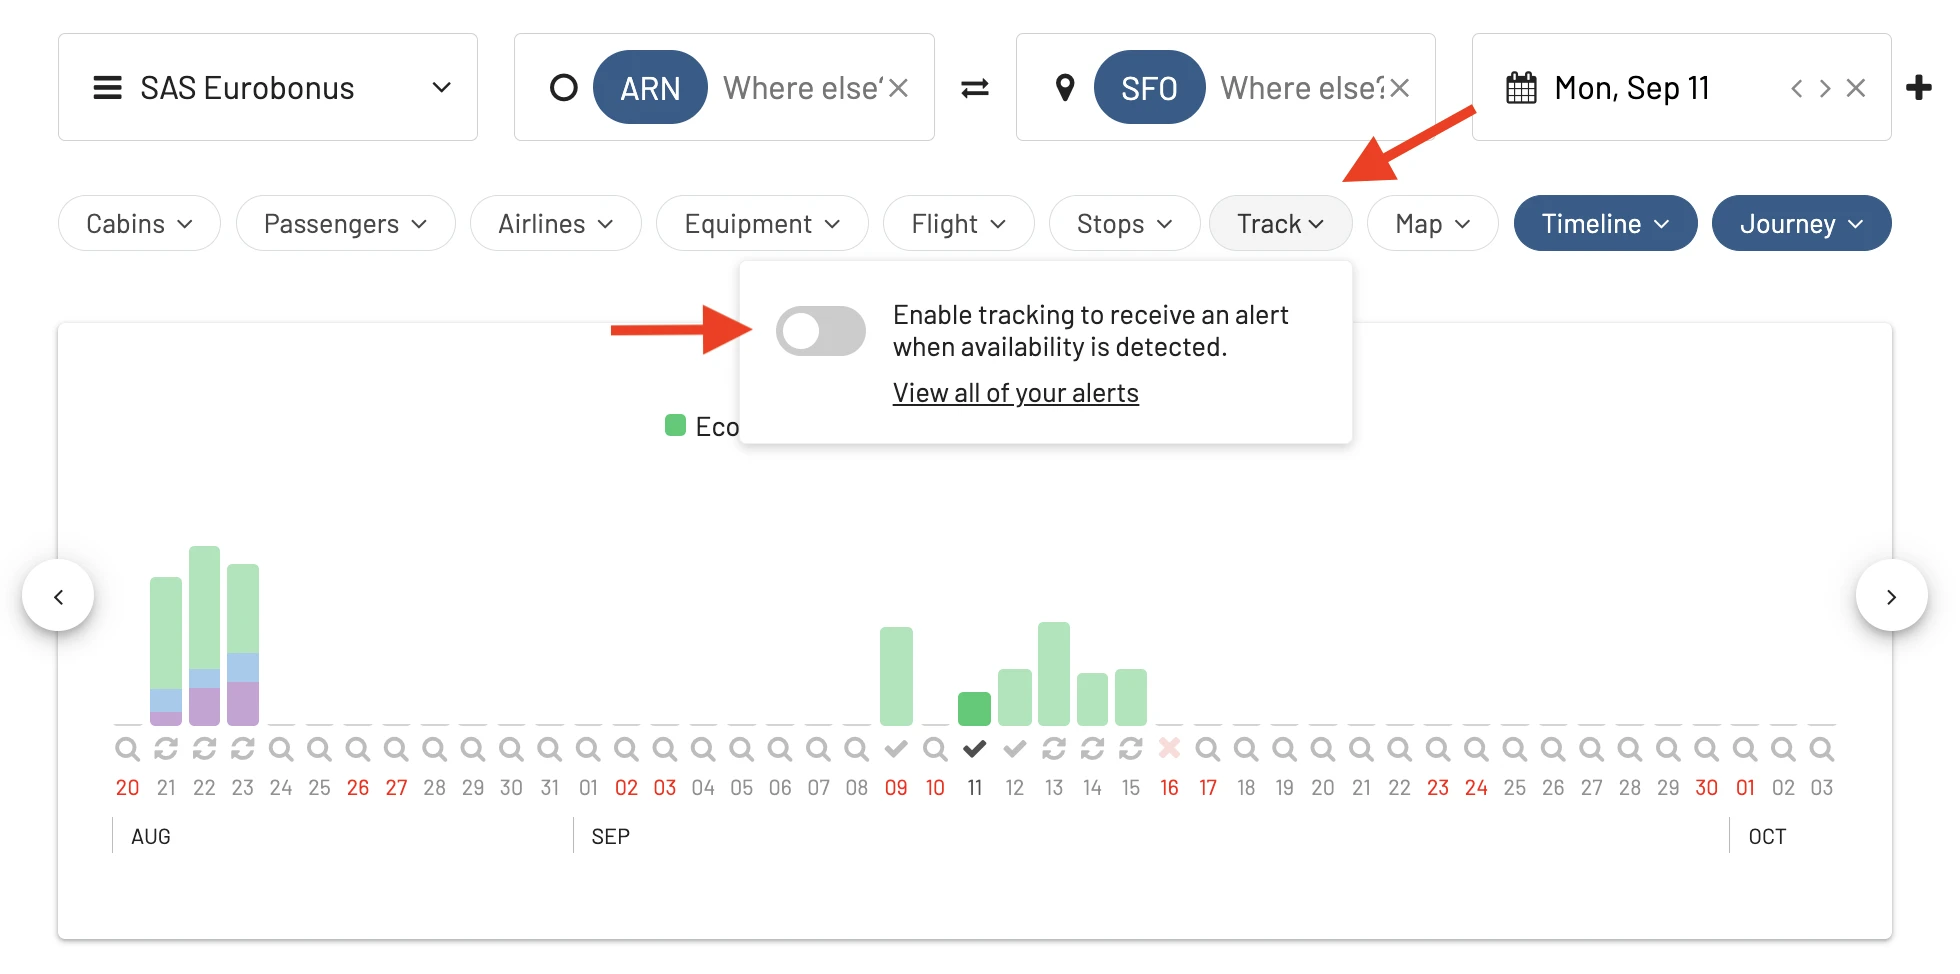 SAS Eurobonus
ARN Where else
SFO Where else?
Mon, Sep 11
Cabins Passengers Airlines Equipment Flight Stops Track Map Timeline Journey
Enable tracking to receive an alert
when availability is detected.
View all of your alerts
Eco
20 21 22 23 24 25 26 27 28 29 30 31 01 02 03 04 05 06 07 08 09 10 11 12 13 14 15 16 17 18 19 20 21 22 23 24 25 26 27 28 29 30 01 02 03
AUG SEP OCT